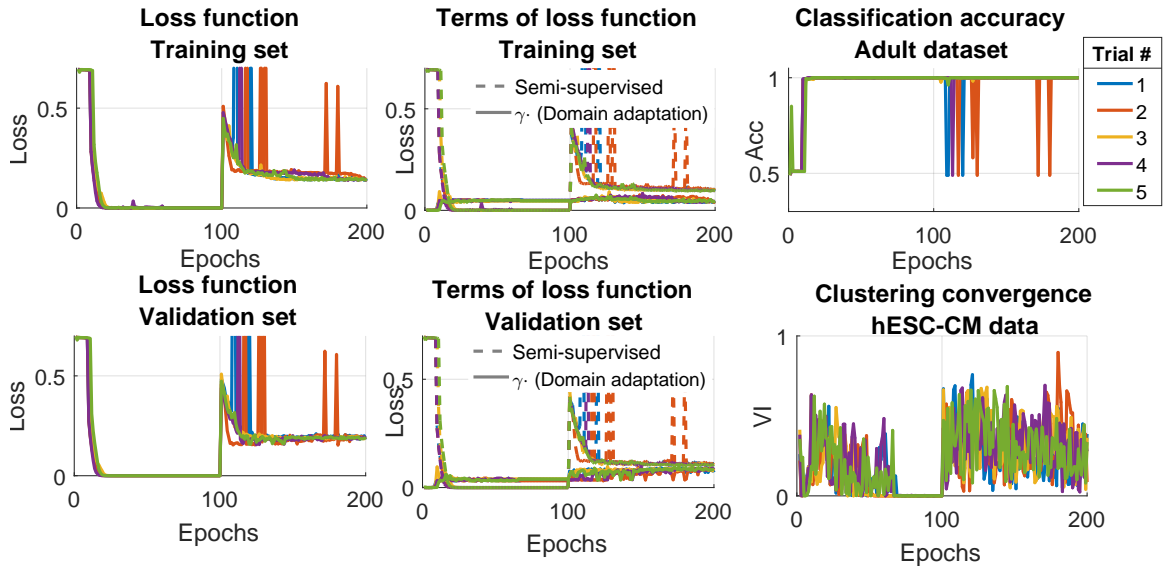 Loss function
Training set
Loss
0.5
0
0
100
200
Epochs
Terms of loss function
Training set
Semi-supervised
γ· (Domain adaptation)
Loss
0.5
0
0
100
200
Epochs
Classification accuracy
Adult dataset
Acc
1
0.5
0
100
200
Epochs
Trial #
1
2
3
4
5
Loss function
Validation set
Loss
0.5
0
0
100
200
Epochs
Terms of loss function
Validation set
Semi-supervised
γ· (Domain adaptation)
Loss
0.5
0
0
100
200
Epochs
Clustering convergence
hESC-CM data
VI
1
0.5
0
0
100
200
Epochs